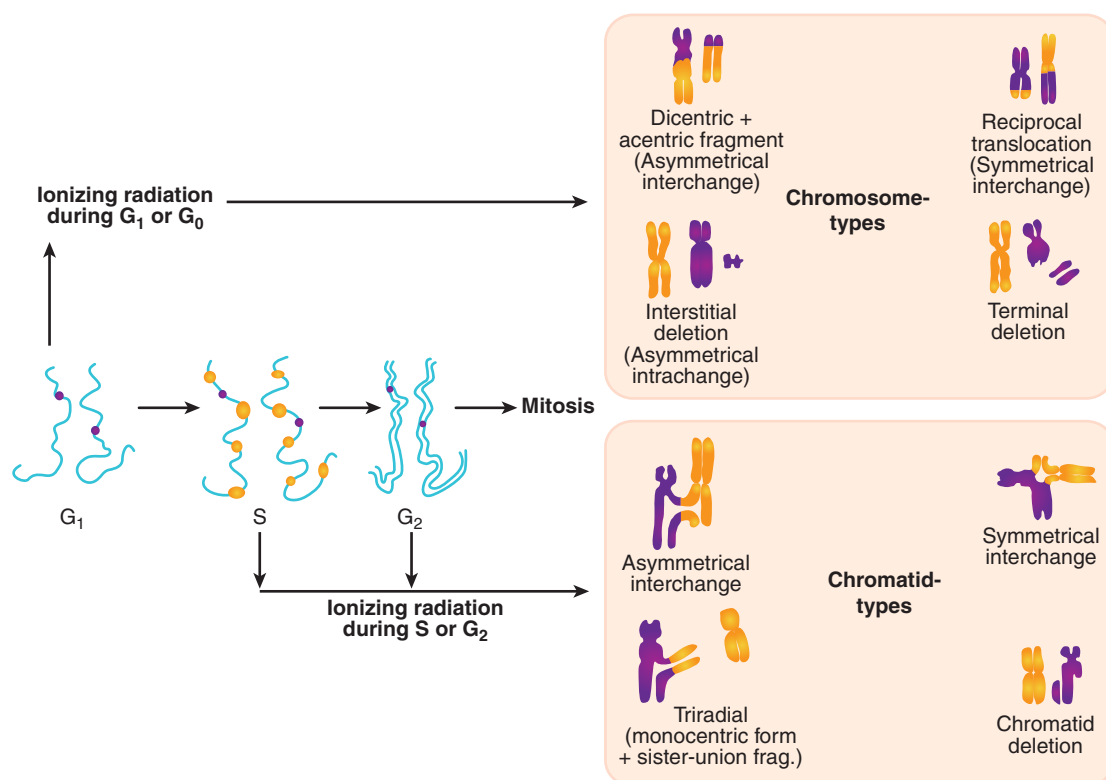 Dicentric +
acentric fragment
(Asymmetrical
interchange)
Reciprocal
translocation
(Symmetrical
interchange)
Chromosome-
types
Interstitial
deletion
(Asymmetrical
intrachange)
Terminal
deletion
Ionizing radiation
during G₁ or G₀
G₁
S
G₂
Mitosis
Ionizing radiation
during S or G₂
Asymmetrical
interchange
Symmetrical
interchange
Chromatid-
types
Triradial
(monocentric form
+ sister-union frag.)
Chromatid
deletion